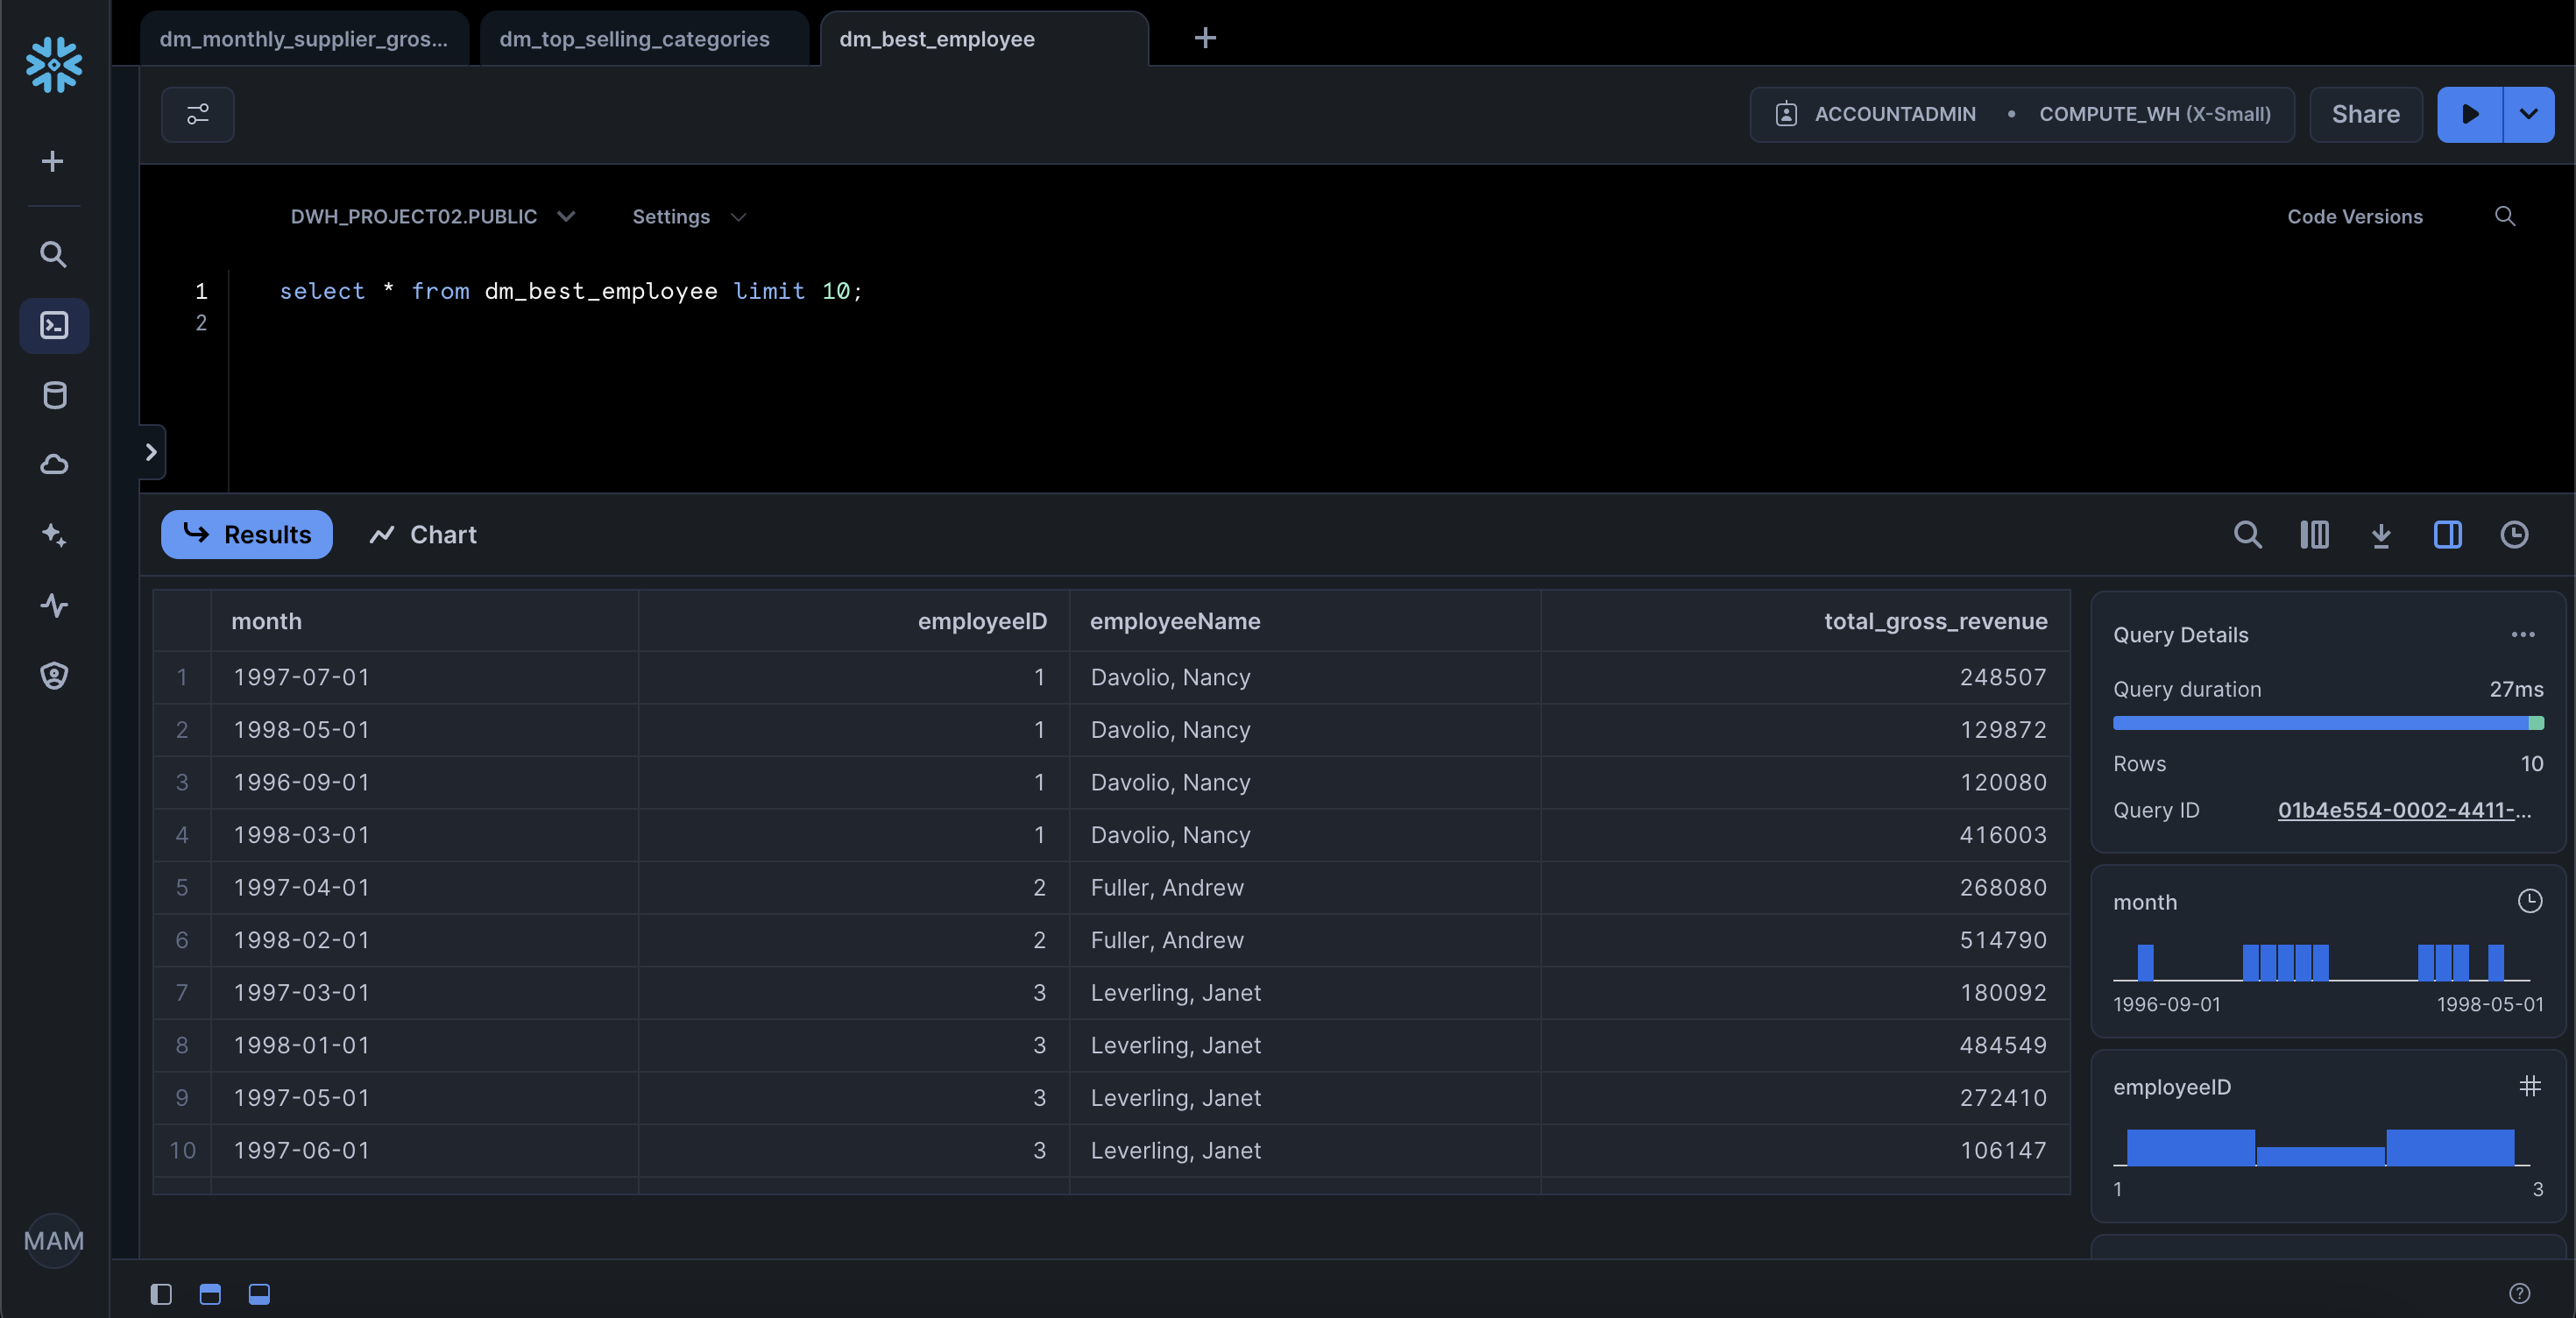 dm_monthly_supplier_gros...
dm_top_selling_categories
dm_best_employee
ACCOUNTADMIN • COMPUTE_WH (X-Small)
Share
DWH_PROJECT02.PUBLIC
Settings
Code Versions
1 select * from dm_best_employee limit 10;
2
Results
Chart
month employeeID employeeName total_gross_revenue
1 1997-07-01 1 Davolio, Nancy 248507
2 1998-05-01 1 Davolio, Nancy 129872
3 1996-09-01 1 Davolio, Nancy 120080
4 1998-03-01 1 Davolio, Nancy 416003
5 1997-04-01 2 Fuller, Andrew 268080
6 1998-02-01 2 Fuller, Andrew 514790
7 1997-03-01 3 Leverling, Janet 180092
8 1998-01-01 3 Leverling, Janet 484549
9 1997-05-01 3 Leverling, Janet 272410
10 1997-06-01 3 Leverling, Janet 106147
Query Details
Query duration 27ms
Rows 10
Query ID 01b4e554-0002-4411-...
month
1996-09-01 1998-05-01
employeeID
1 3
MAM